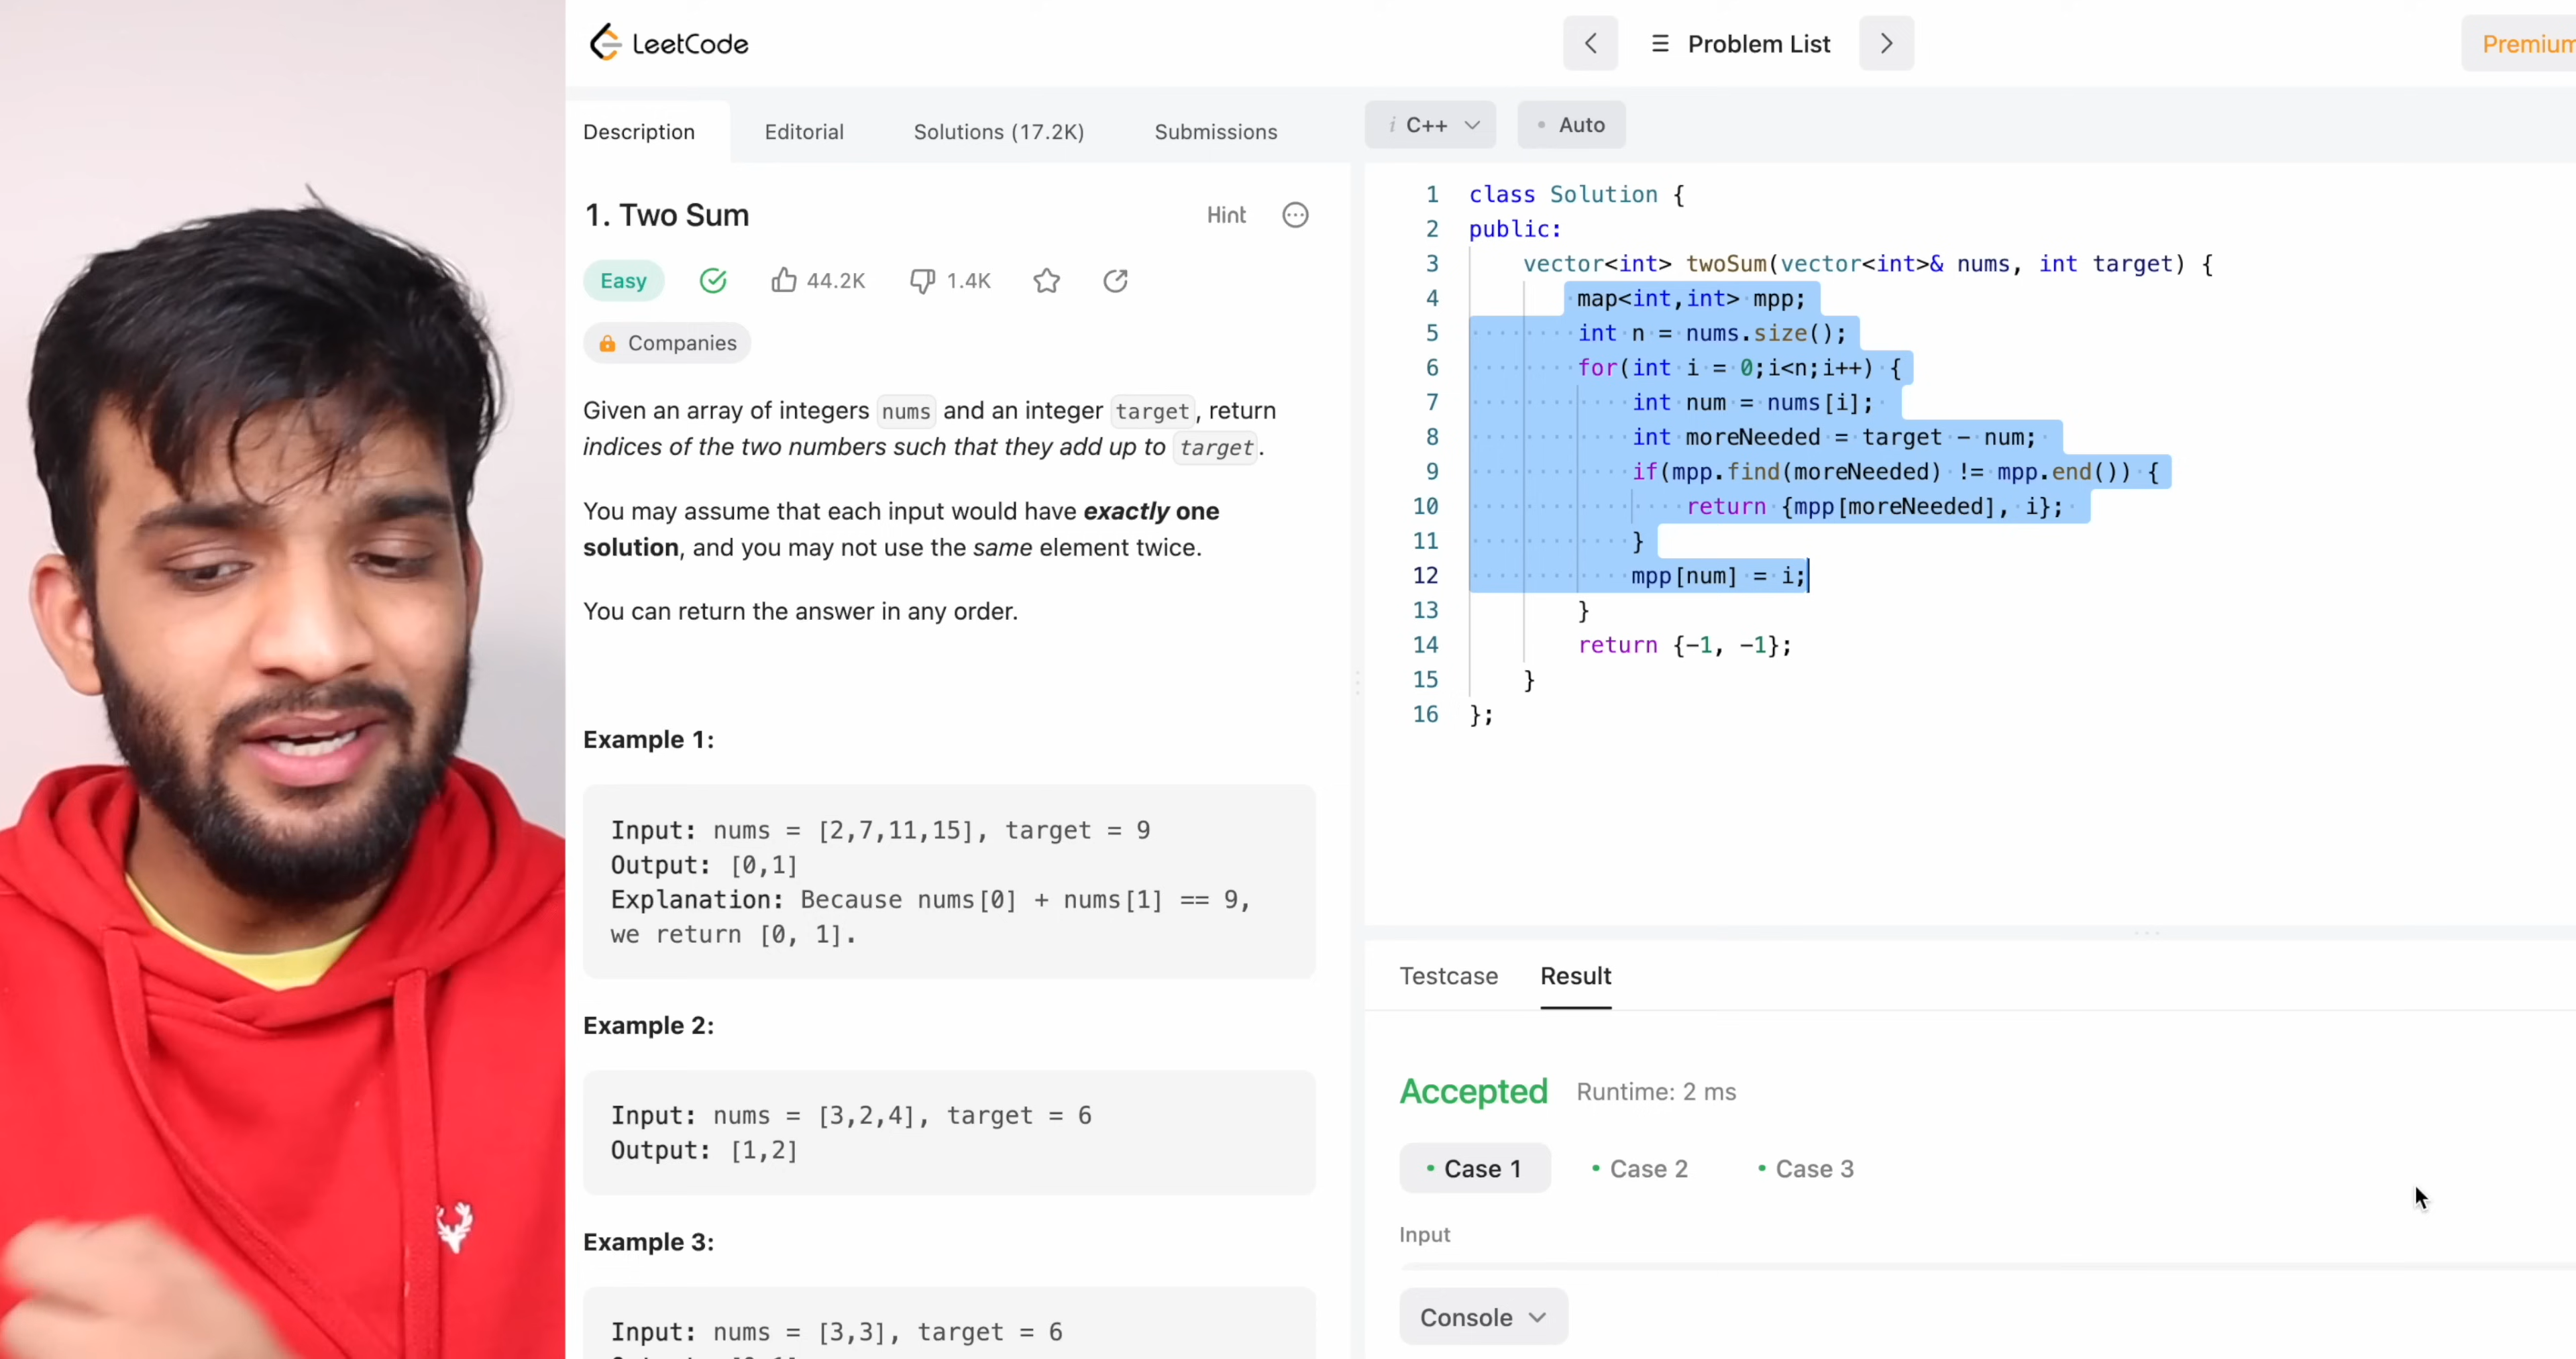 LeetCode
Problem List
Premium
Description
Editorial
Solutions (17.2K)
Submissions
1. Two Sum
Hint
Easy
44.2K
1.4K
Companies
Given an array of integers nums and an integer target, return
indices of the two numbers such that they add up to target.
You may assume that each input would have exactly one
solution, and you may not use the same element twice.
You can return the answer in any order.
Example 1:
Input: nums = [2,7,11,15], target = 9
Output: [0,1]
Explanation: Because nums[0] + nums[1] == 9,
we return [0, 1].
Example 2:
Input: nums = [3,2,4], target = 6
Output: [1,2]
Example 3:
Input: nums = [3,3], target = 6
i C++
Auto
1 class Solution {
2 public:
3 vector<int> twoSum(vector<int>& nums, int target) {
4 map<int,int> mpp;
5 int n = nums.size();
6 for(int i = 0;i<n;i++) {
7 int num = nums[i];
8 int moreNeeded = target - num;
9 if(mpp.find(moreNeeded) != mpp.end()) {
10 return {mpp[moreNeeded], i};
11 }
12 mpp[num] = i;
13 }
14 return {-1, -1};
15 }
16 };
Testcase
Result
Accepted
Runtime: 2 ms
Case 1
Case 2
Case 3
Input
Console